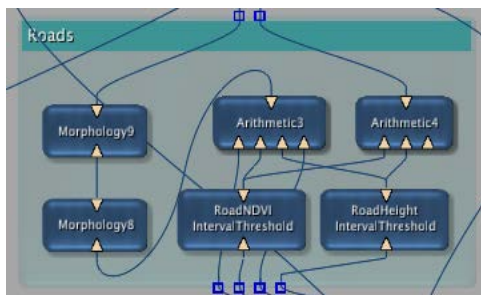 Roads
Morphology9
Arithmetic3
Arithmetic4
Morphology8
RoadNDVI
IntervalThreshold
RoadHeight
IntervalThreshold